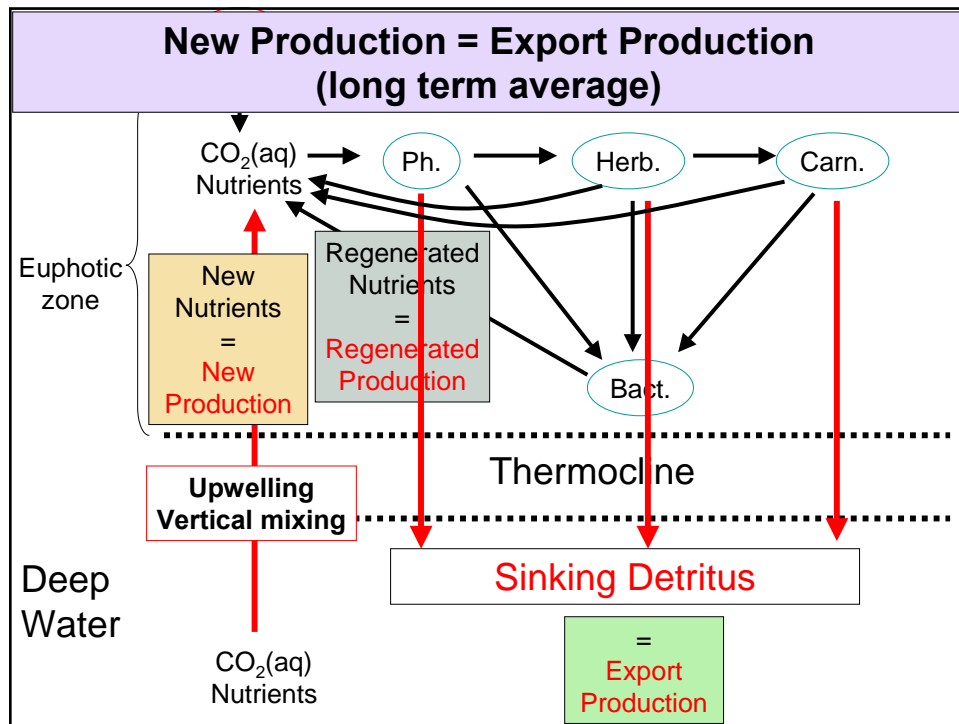 New Production = Export Production
(long term average)
CO₂(aq)
Nutrients
Ph.
Herb.
Carn.
Euphotic
zone
New
Nutrients
=
New
Production
Regenerated
Nutrients
=
Regenerated
Production
Bact.
Thermocline
Upwelling
Vertical mixing
Deep
Water
Sinking Detritus
CO₂(aq)
Nutrients
=
Export
Production